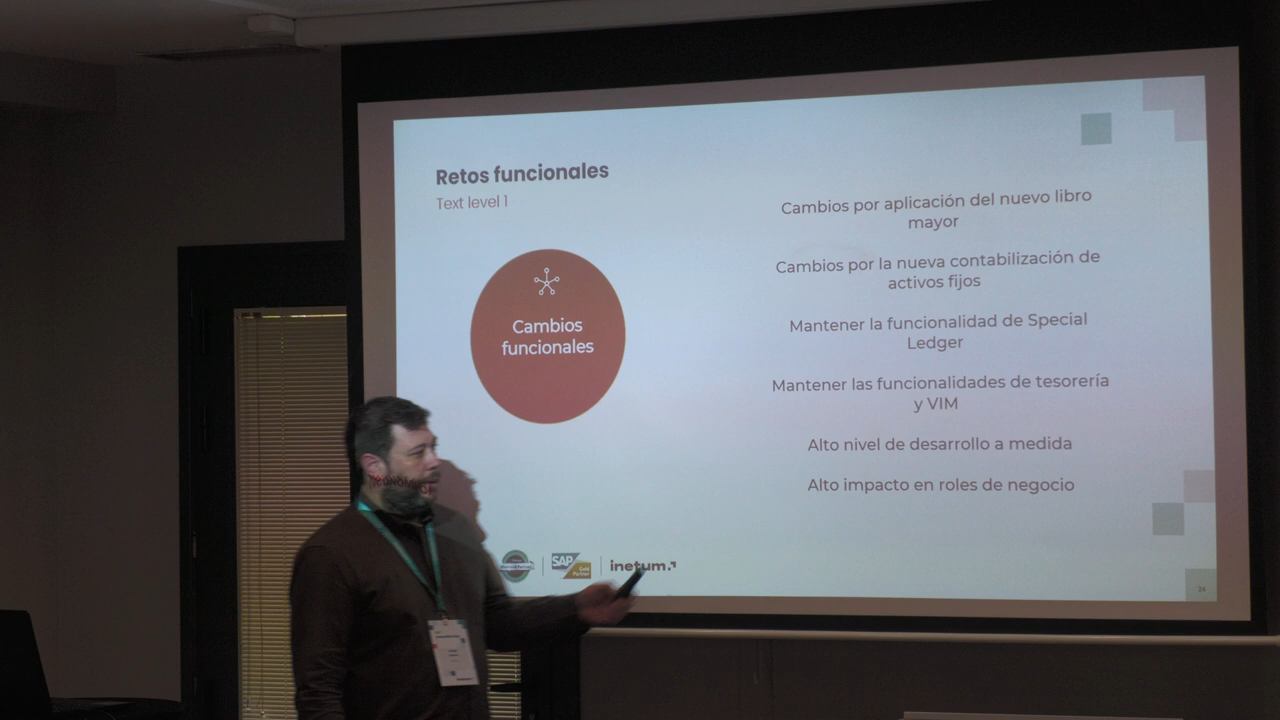 Retos funcionales
Text level 1
Cambios por aplicación del nuevo libro
mayor
Cambios por la nueva contabilización de
activos fijos
Cambios
funcionales
Mantener la funcionalidad de Special
Ledger
Mantener las funcionalidades de tesorería
y VIM
Alto nivel de desarrollo a medida
Alto impacto en roles de negocio
SAP
Gold
Partner
inetum.